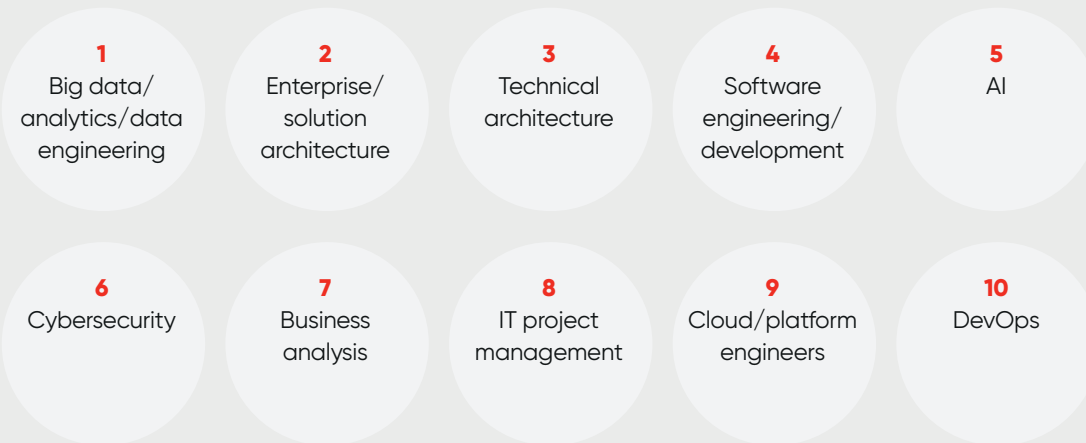 1
Big data/
analytics/data
engineering
2
Enterprise/
solution
architecture
3
Technical
architecture
4
Software
engineering/
development
5
AI
6
Cybersecurity
7
Business
analysis
8
IT project
management
9
Cloud/platform
engineers
10
DevOps